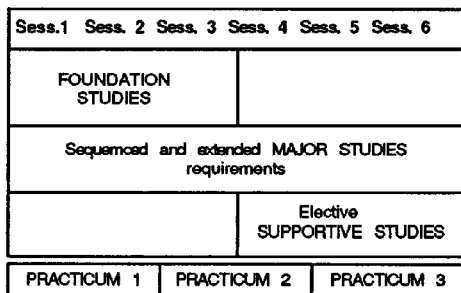 Sess.1 Sess. 2 Sess. 3 Sess. 4 Sess. 5 Sess. 6
FOUNDATION
STUDIES
Sequemced and extended MAJOR STUDIES
requirements
Elective
SUPPORTIVE STUDIES
PRACTICUM 1 PRACTICUM 2 PRACTICUM 3